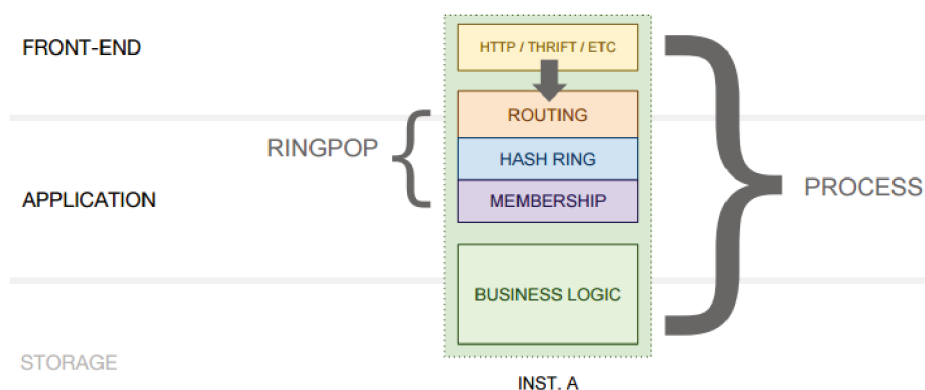 FRONT-END
HTTP / THRIFT / ETC
ROUTING
RINGPOP
HASH RING
PROCESS
APPLICATION
MEMBERSHIP
BUSINESS LOGIC
STORAGE
INST. A